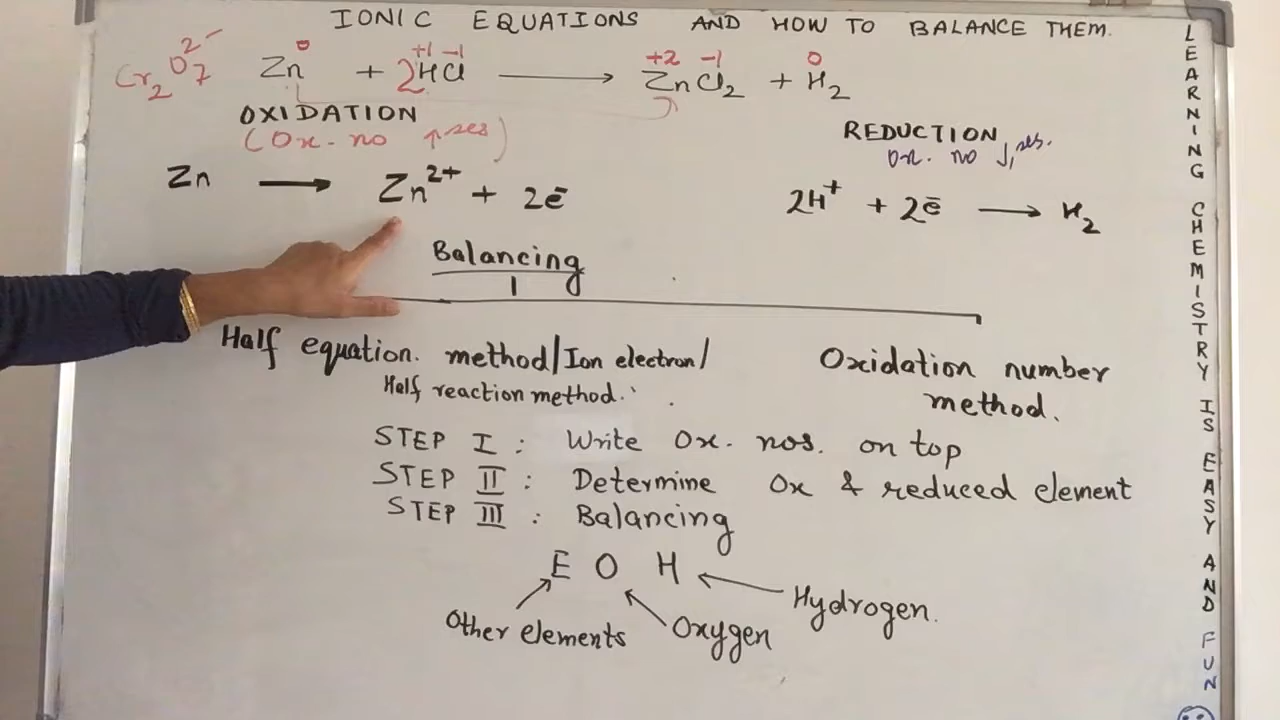 IONIC EQUATIONS AND HOW TO BALANCE THEM.
Cr₂O₇²⁻
0 +1 -1 +2 -1 0
Zn + 2HCl ⟶ ZnCl₂ + H₂
OXIDATION
(Ox. no ↑ses)
REDUCTION
ox. no ↓ses.
Zn ⟶ Zn²⁺ + 2e̅
2H⁺ + 2e̅ ⟶ H₂
Balancing
Half equation. method/Ion electron/
Half reaction method.
Oxidation number
method.
STEP I : Write Ox. nos. on top
STEP II : Determine Ox & reduced element
STEP III : Balancing
E O H
Other elements
Oxygen
Hydrogen.
LEARNING CHEMISTRY IS EASY AND FUN